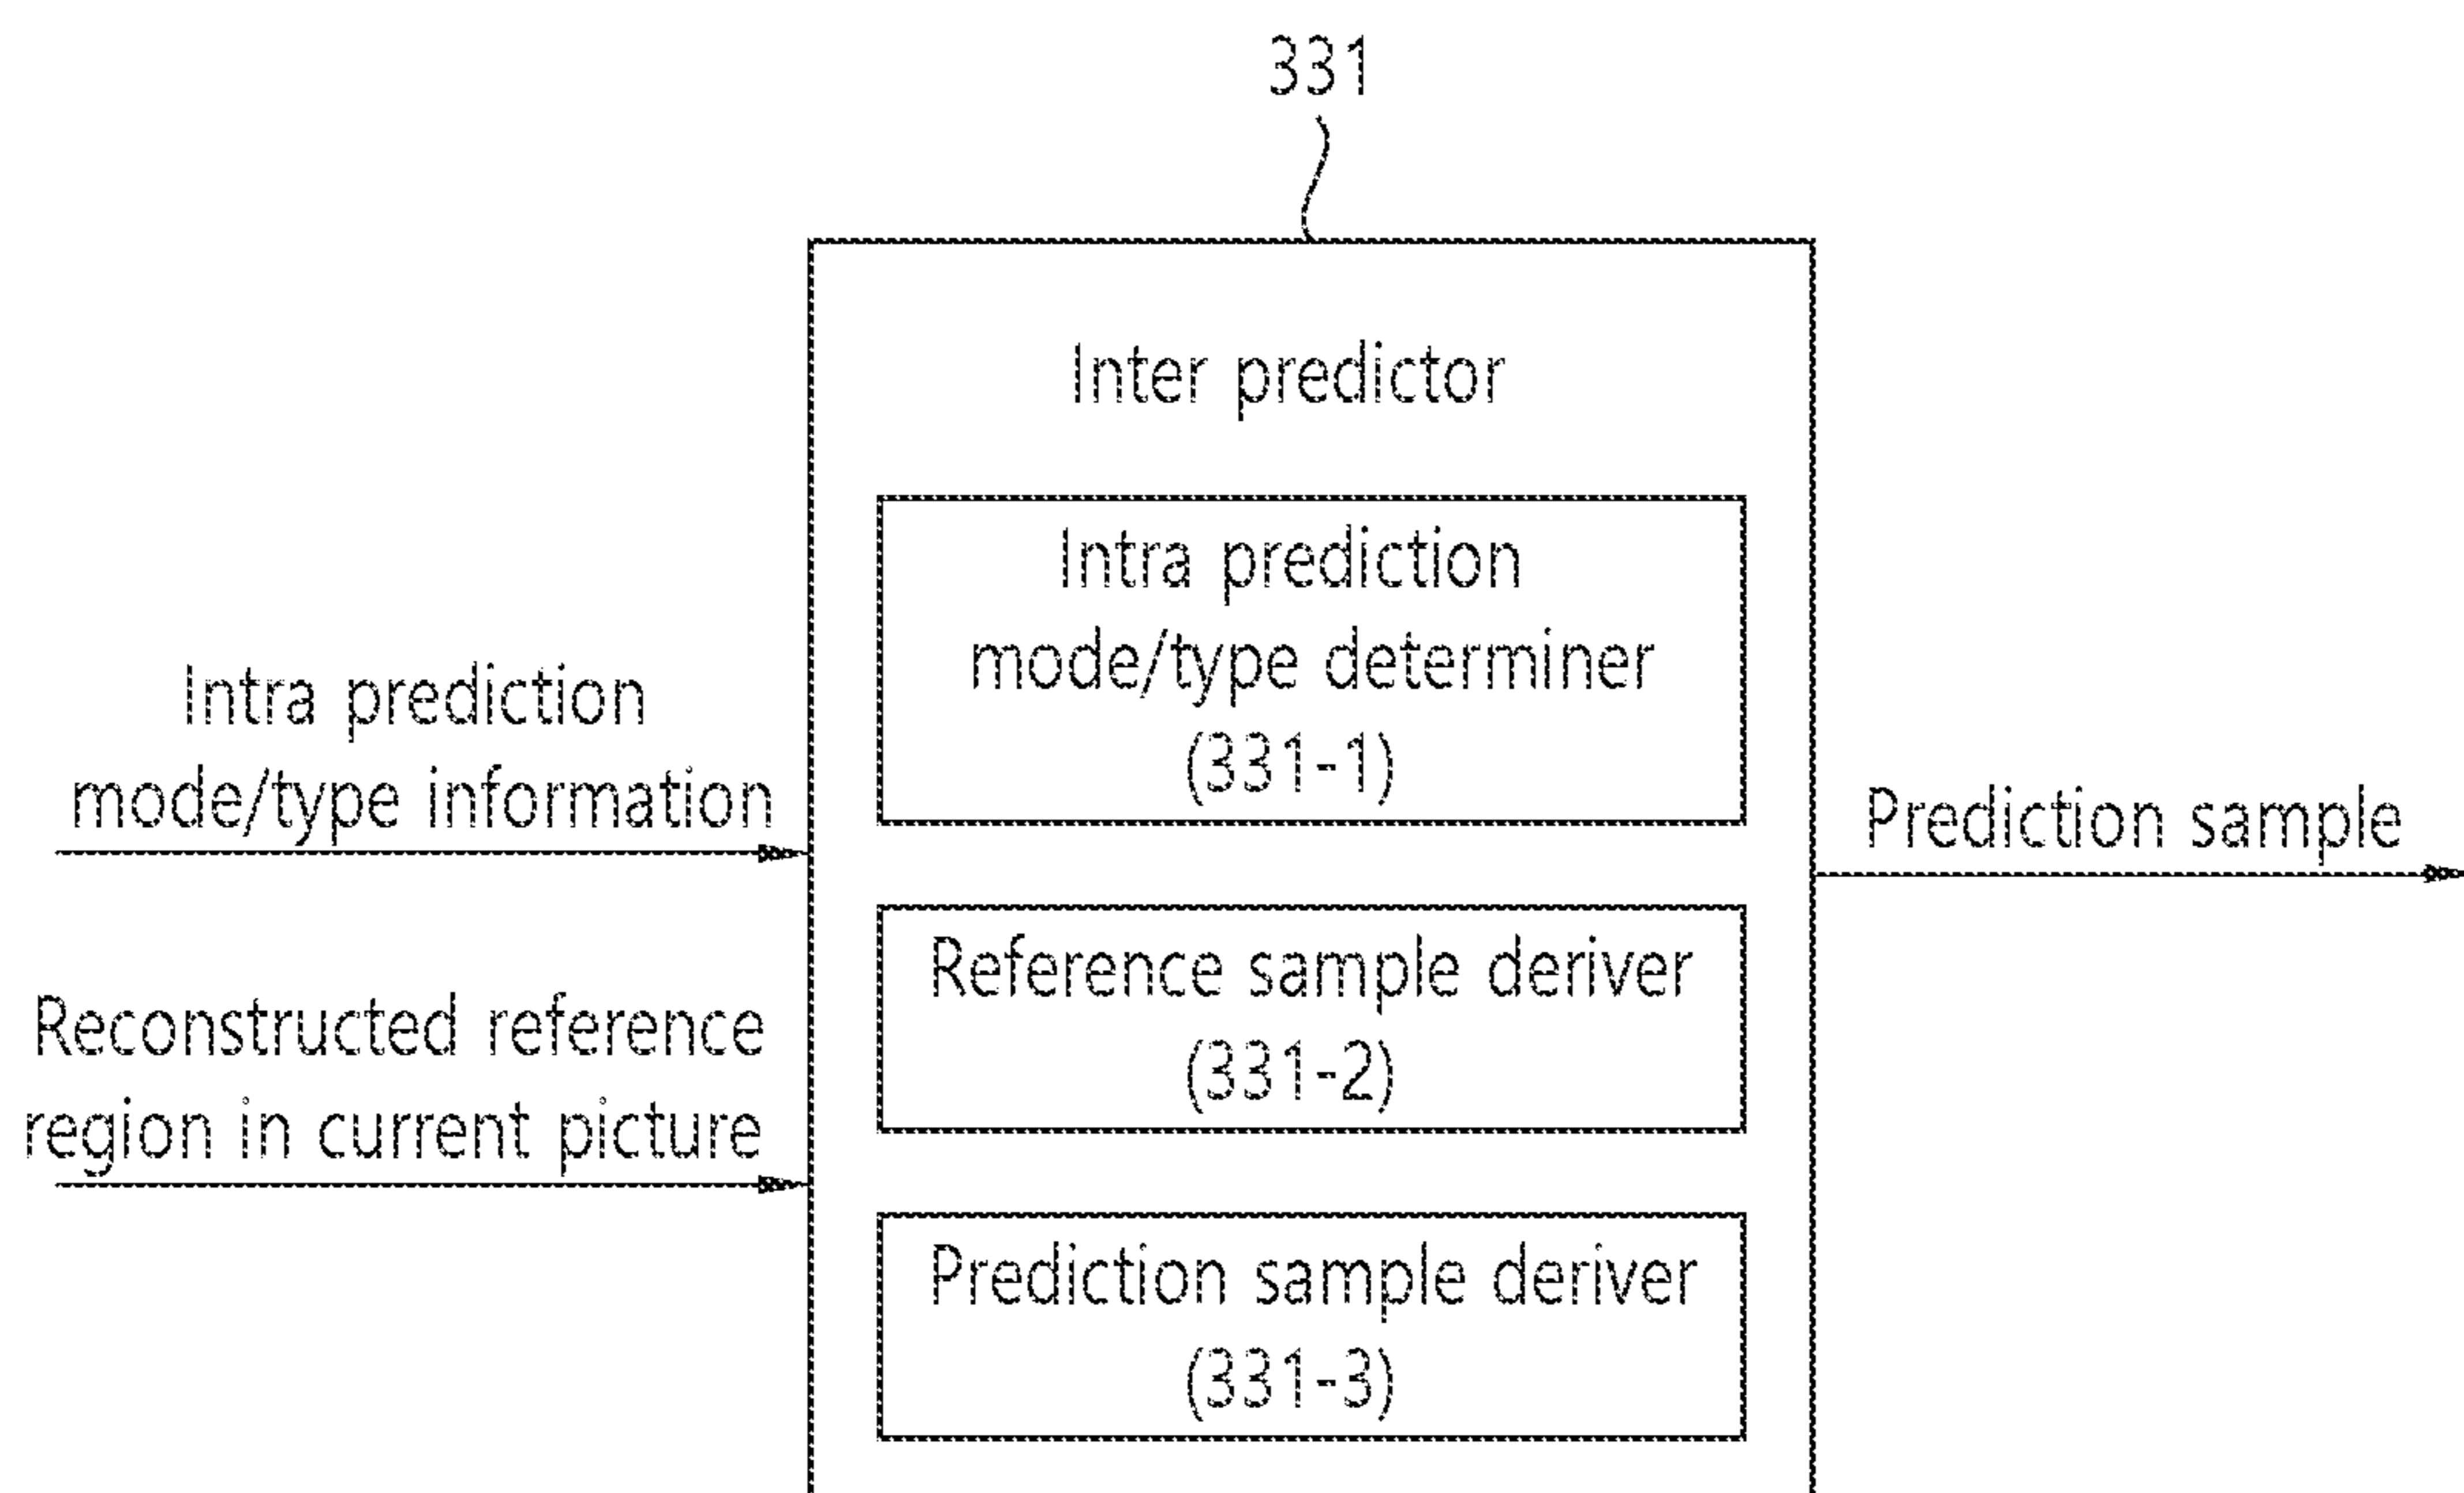 331
Inter predictor
Intra prediction
mode/type determiner
(331-1)
Intra prediction
mode/type information
Prediction sample
Reference sample deriver
(331-2)
Reconstructed reference
region in current picture
Prediction sample deriver
(331-3)